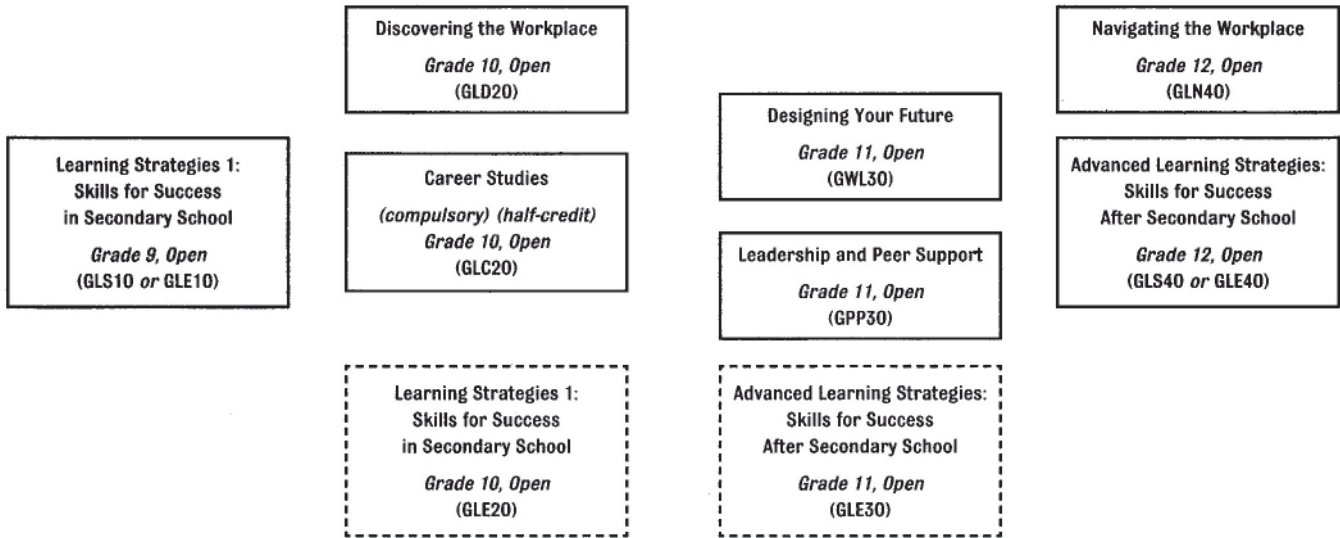 Learning Strategies 1:
Skills for Success
in Secondary School
Grade 9, Open
(GLS10 or GLE10)
Discovering the Workplace
Grade 10, Open
(GLD20)
Career Studies
(compulsory) (half-credit)
Grade 10, Open
(GLC20)
Learning Strategies 1:
Skills for Success
in Secondary School
Grade 10, Open
(GLE20)
Designing Your Future
Grade 11, Open
(GWL30)
Leadership and Peer Support
Grade 11, Open
(GPP30)
Advanced Learning Strategies:
Skills for Success
After Secondary School
Grade 11, Open
(GLE30)
Navigating the Workplace
Grade 12, Open
(GLN40)
Advanced Learning Strategies:
Skills for Success
After Secondary School
Grade 12, Open
(GLS40 or GLE40)